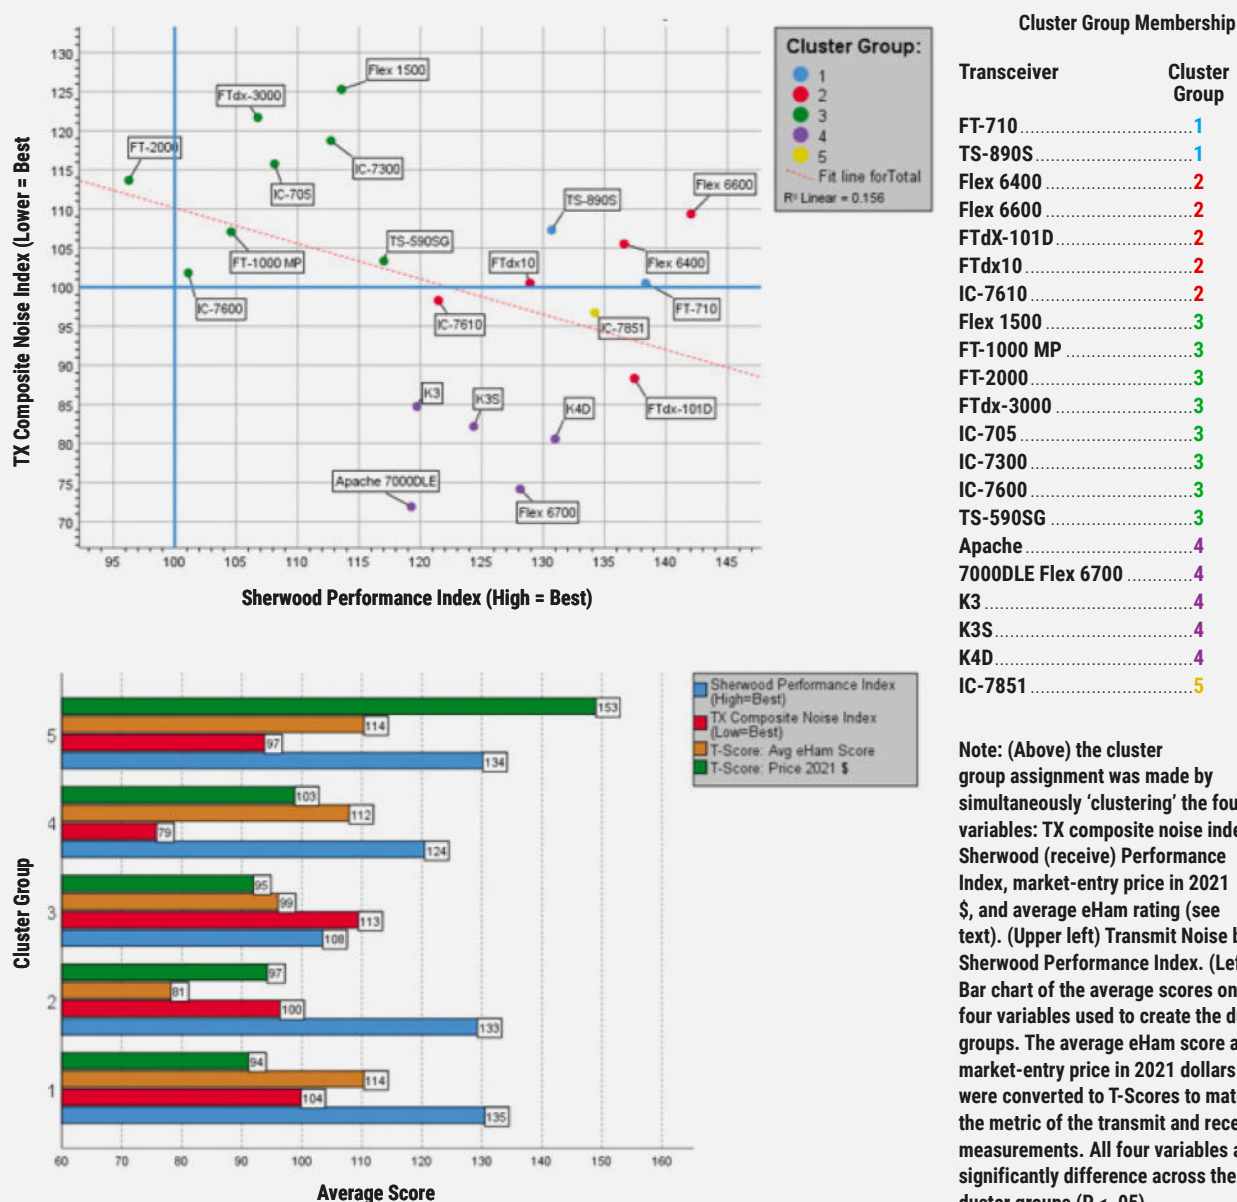 TX Composite Noise Index (Lower = Best
130
125
120
115
110
105
100
95
90
85
80
75
70
Flex 1500
FTdx-3000
FT-2000
IC-7300
IC-705
Flex 6600
TS-890S
TS-590SG
FT-1000 MP
FTdx10
Flex 6400
IC-7600
FT-710
IC-7610
IC-7851
K3
K3S
K4D
FTdx-101D
Apache 7000DLE
Flex 6700
95 100 105 110 115 120 125 130 135 140 145
Sherwood Performance Index (High = Best)
Cluster Group:
1
2
3
4
5
Fit line forTotal
R² Linear = 0.156
Cluster Group Membership
Transceiver Cluster
Group
FT-710 1
TS-890S 1
Flex 6400 2
Flex 6600 2
FTdX-101D 2
FTdx10 2
IC-7610 2
Flex 1500 3
FT-1000 MP 3
FT-2000 3
FTdx-3000 3
IC-705 3
IC-7300 3
IC-7600 3
TS-590SG 3
Apache 4
7000DLE Flex 6700 4
K3 4
K3S 4
K4D 4
IC-7851 5
Cluster Group
5
153
114
97
134
4
103
112
79
124
3
95
99
113
108
2
97
81
100
133
1
94
114
104
135
60 70 80 90 100 110 120 130 140 150 160
Average Score
Sherwood Performance Index
(High=Best)
TX Composite Noise Index
(Low=Best)
T-Score: Avg eHam Score
T-Score: Price 2021 $
Note: (Above) the cluster
group assignment was made by
simultaneously ‘clustering’ the fou
variables: TX composite noise inde
Sherwood (receive) Performance
Index, market-entry price in 2021
$, and average eHam rating (see
text). (Upper left) Transmit Noise b
Sherwood Performance Index. (Lef
Bar chart of the average scores on
four variables used to create the d
groups. The average eHam score a
market-entry price in 2021 dollars
were converted to T-Scores to mat
the metric of the transmit and rece
measurements. All four variables a
significantly difference across the